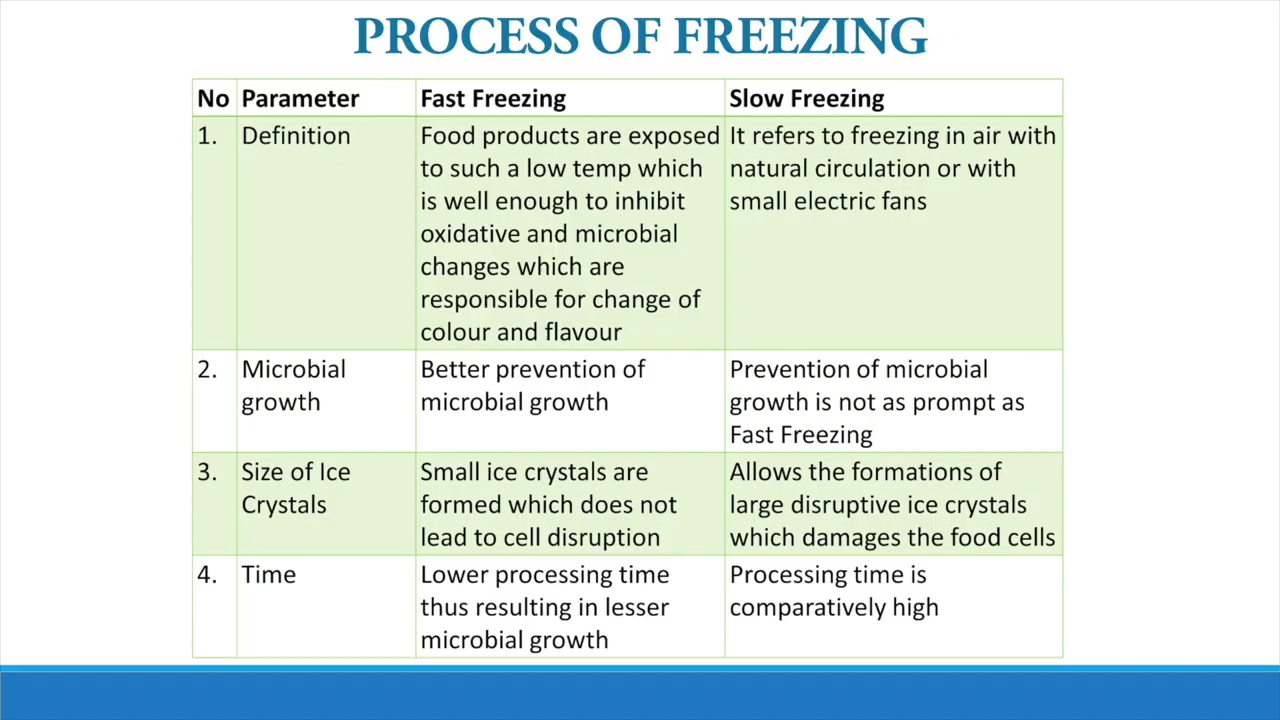 PROCESS OF FREEZING
No Parameter Fast Freezing Slow Freezing
1. Definition Food products are exposed It refers to freezing in air with
to such a low temp which natural circulation or with
is well enough to inhibit small electric fans
oxidative and microbial
changes which are
responsible for change of
colour and flavour
2. Microbial Better prevention of Prevention of microbial
growth microbial growth growth is not as prompt as
Fast Freezing
3. Size of Ice Small ice crystals are Allows the formations of
Crystals formed which does not large disruptive ice crystals
lead to cell disruption which damages the food cells
4. Time Lower processing time Processing time is
thus resulting in lesser comparatively high
microbial growth